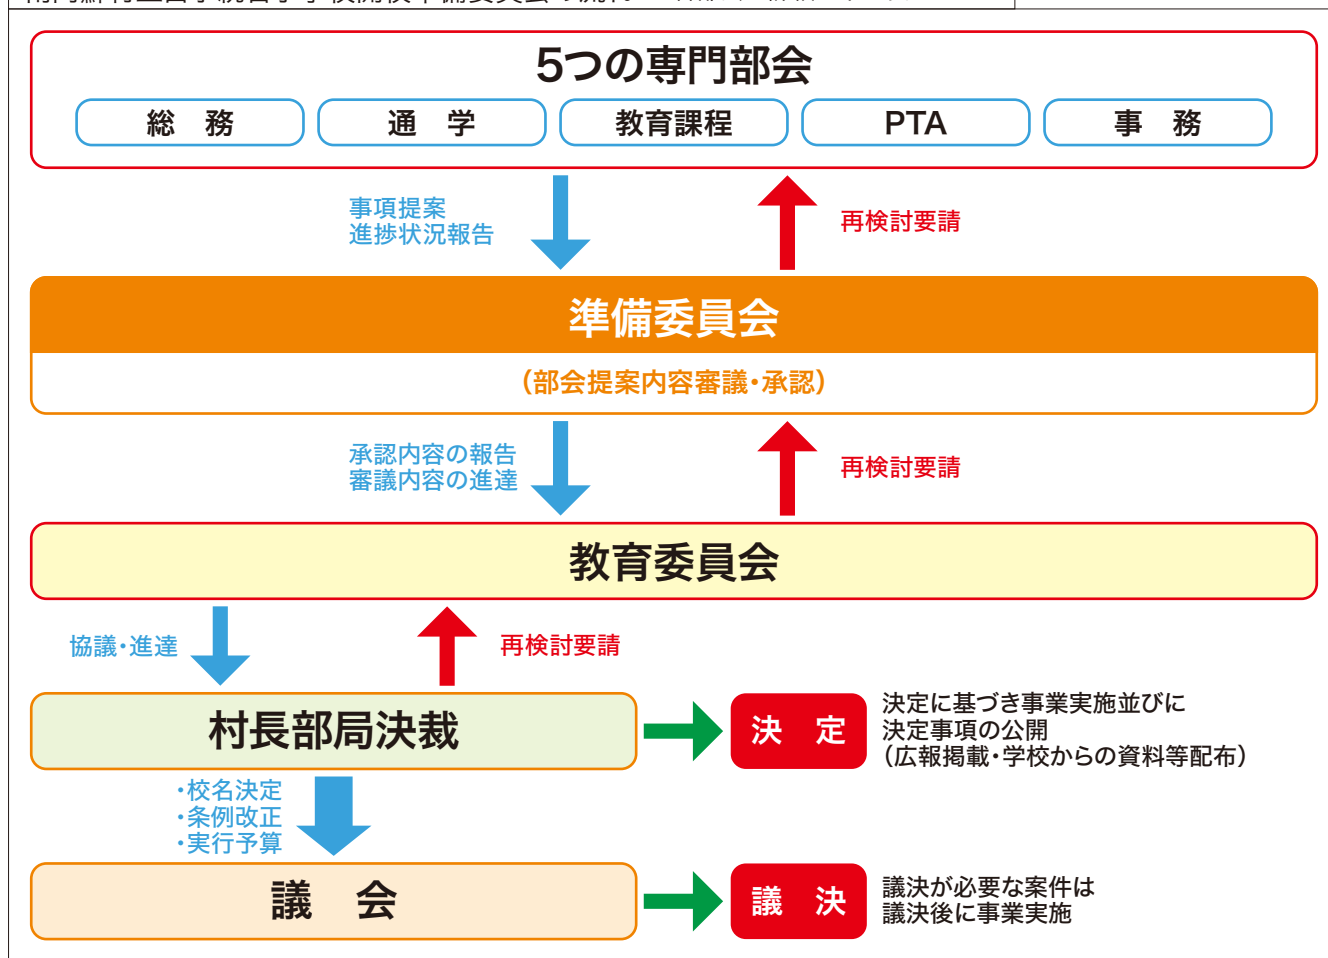 5つの専門部会
総　務
通　学
教育課程
PTA
事　務
事項提案
進捗状況報告
再検討要請
準備委員会
（部会提案内容審議・承認）
承認内容の報告
審議内容の進達
再検討要請
教育委員会
協議・進達
再検討要請
村長部局決裁
決　定
決定に基づき事業実施並びに
決定事項の公開
（広報掲載・学校からの資料等配布）
・校名決定
・条例改正
・実行予算
議　会
議　決
議決が必要な案件は
議決後に事業実施